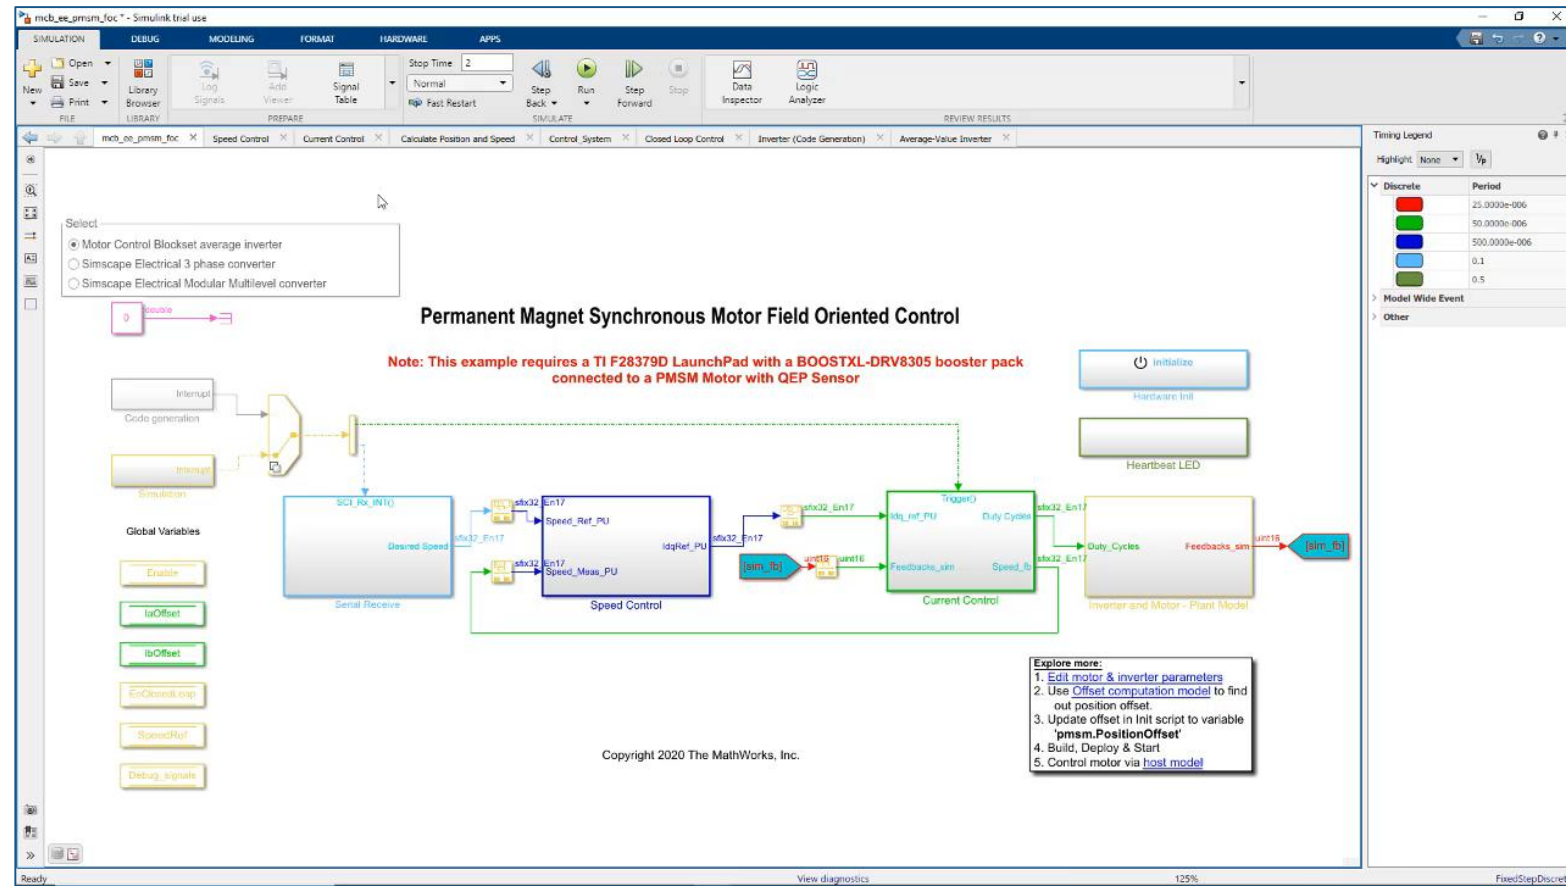 mcb_ee_pmsm_foc * - Simulink trial use
SIMULATION DEBUG MODELING FORMAT HARDWARE APPS
New
Open
Save
Print
FILE
Library Browser
LIBRARY
Log Signals
Add Viewer
Signal Table
PREPARE
Stop Time 2
Normal
Fast Restart
Step Back
Run
Step Forward
Stop
SIMULATE
Data Inspector
Logic Analyzer
REVIEW RESULTS
mcb_ee_pmsm_foc Speed Control Current Control Calculate Position and Speed Control_System Closed Loop Control Inverter (Code Generation) Average-Value Inverter
Timing Legend
Highlight None 1/P
Discrete Period
25.0000e-006
50.0000e-006
500.0000e-006
0.1
0.5
Model Wide Event
Other
Select
Motor Control Blockset average inverter
Simscape Electrical 3 phase converter
Simscape Electrical Modular Multilevel converter
0 double
Permanent Magnet Synchronous Motor Field Oriented Control
Note: This example requires a TI F28379D LaunchPad with a BOOSTXL-DRV8305 booster pack
connected to a PMSM Motor with QEP Sensor
initialize
Hardware Init
Heartbeat LED
Interrupt
Code generation
Interrupt
Simulation
Global Variables
Enable
IaOffset
IbOffset
EnClosedLoop
SpeedRef
Debug_signals
SCI_Rx_INT()
Desired Speed
Serial Receive
sfix32_En17
sfix32_En17
Speed_Ref_PU
sfix32_En17
Speed_Meas_PU
IdqRef_PU
Speed Control
sfix32_En17
sfix32_En17
[sim_fb]
uint16
uint16
Trigger()
Idq_ref_PU
Duty Cycles
Feedbacks_sim
Speed_fb
Current Control
sfix32_En17
sfix32_En17
Duty_Cycles
Feedbacks_sim
Inverter and Motor - Plant Model
uint16
[sim_fb]
Explore more:
1. Edit motor & inverter parameters
2. Use Offset computation model to find
out position offset.
3. Update offset in Init script to variable
'pmsm.PositionOffset'
4. Build, Deploy & Start
5. Control motor via host model
Copyright 2020 The MathWorks, Inc.
Ready View diagnostics 125% FixedStepDiscret